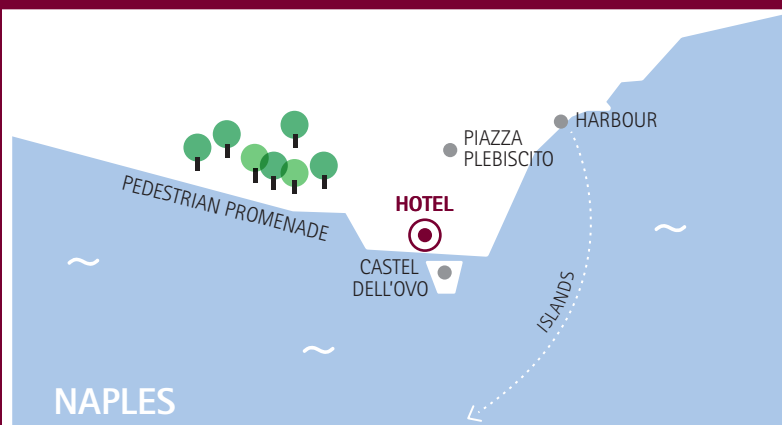 HARBOUR
PIAZZA
PLEBISCITO
PEDESTRIAN PROMENADE
HOTEL
CASTEL
DELL'OVO
ISLANDS
NAPLES